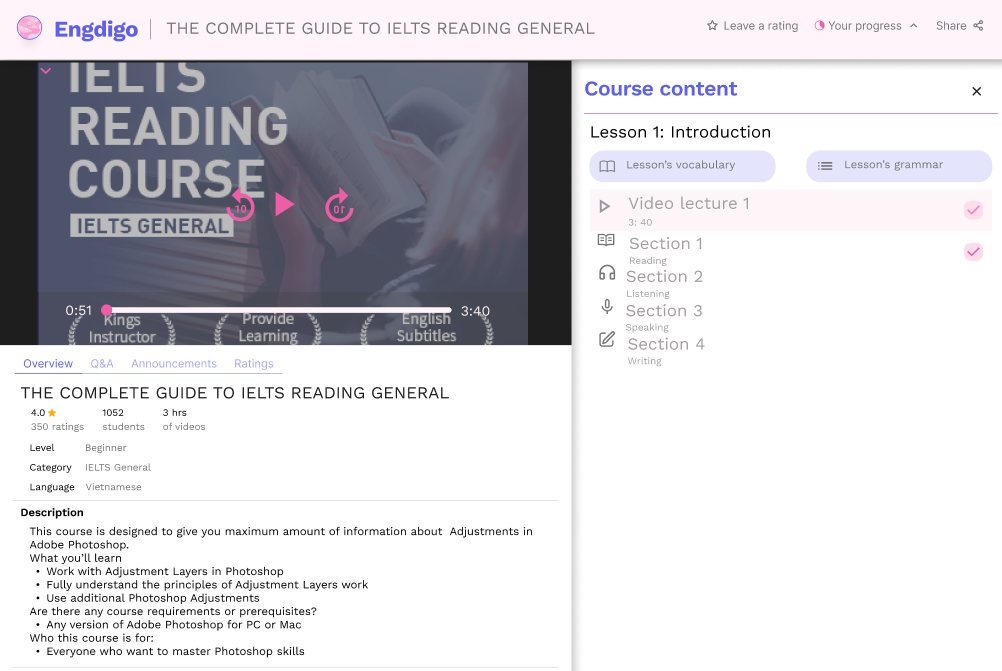 Engdigo
THE COMPLETE GUIDE TO IELTS READING GENERAL
Leave a rating
Your progress
Share
IELTS
READING
COURSE
IELTS GENERAL
10
10
0:51
3:40
Kings
Instructor
Provide
Learning
English
Subtitles
Overview
Q&A
Announcements
Ratings
THE COMPLETE GUIDE TO IELTS READING GENERAL
4.0
1052
3 hrs
350 ratings
students
of videos
Level
Beginner
Category
IELTS General
Language
Vietnamese
Description
This course is designed to give you maximum amount of information about Adjustments in
Adobe Photoshop.
What you'll learn
• Work with Adjustment Layers in Photoshop
• Fully understand the principles of Adjustment Layers work
• Use additional Photoshop Adjustments
Are there any course requirements or prerequisites?
• Any version of Adobe Photoshop for PC or Mac
Who this course is for:
• Everyone who want to master Photoshop skills
Course content
Lesson 1: Introduction
Lesson's vocabulary
Lesson's grammar
Video lecture 1
3: 40
Section 1
Reading
Section 2
Listening
Section 3
Speaking
Section 4
Writing